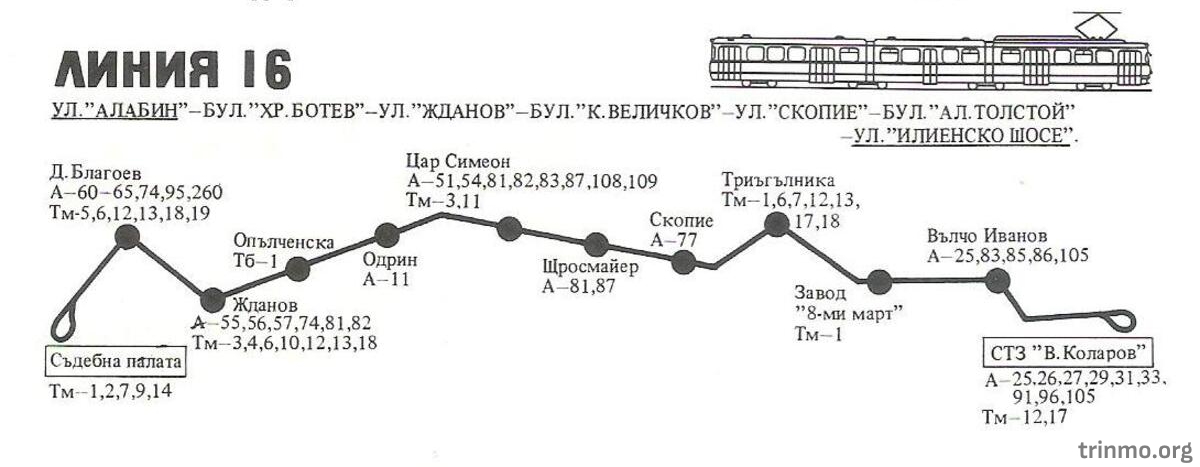 ЛИНИЯ 16
УЛ."АЛАБИН"–БУЛ."ХР.БОТЕВ"–УЛ."ЖДАНОВ"–БУЛ."К.ВЕЛИЧКОВ"–УЛ."СКОПИЕ"–БУЛ."АЛ.ТОЛСТОЙ"
–УЛ."ИЛИЕНСКО ШОСЕ".
Д.Благоев
А–60–65,74,95,260
Тм-5,6,12,13,18,19
Съдебна палата
Тм–1,2,7,9,14
Жданов
А–55,56,57,74,81,82
Тм–3,4,6,10,12,13,18
Опълченска
Тб–1
Одрин
А–11
Цар Симеон
А–51,54,81,82,83,87,108,109
Тм–3,11
Щросмайер
А–81,87
Скопие
А–77
Триъгълника
Тм–1,6,7,12,13,
17,18
Завод
"8-ми март"
Тм–1
Вълчо Иванов
А–25,83,85,86,105
СТЗ "В.Коларов"
А–25.26,27,29,31,33,
91,96,105
Тм–12,17
trinmo.org